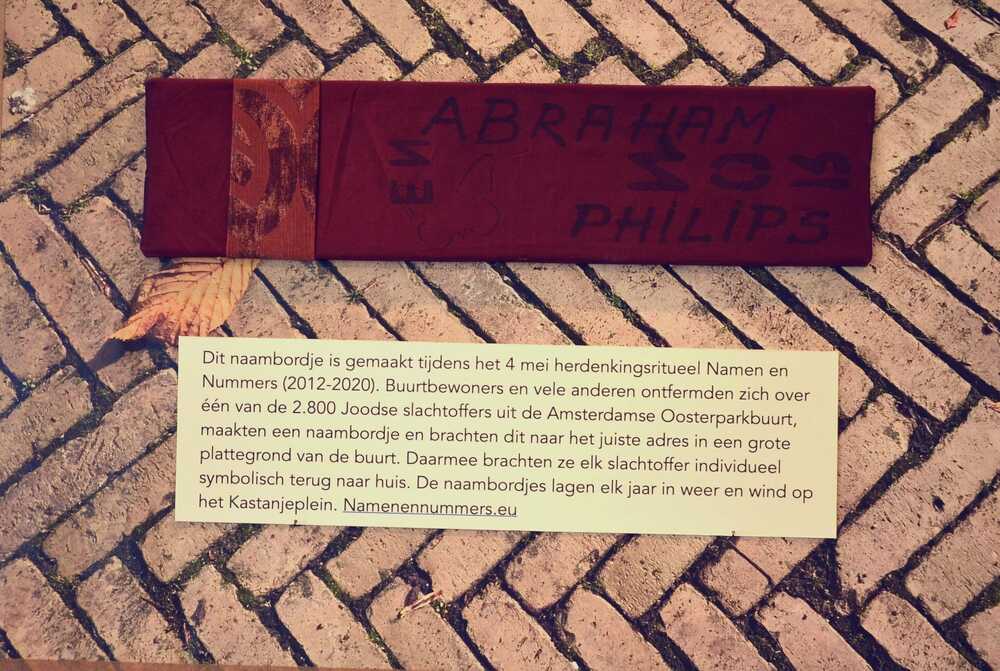 ABRAHAM
EN
NOR
PHILIPS
Dit naambordje is gemaakt tijdens het 4 mei herdenkingsritueel Namen en
Nummers (2012-2020). Buurtbewoners en vele anderen ontfermden zich over
één van de 2.800 Joodse slachtoffers uit de Amsterdamse Oosterparkbuurt,
maakten een naambordje en brachten dit naar het juiste adres in een grote
plattegrond van de buurt. Daarmee brachten ze elk slachtoffer individueel
symbolisch terug naar huis. De naambordjes lagen elk jaar in weer en wind op
het Kastanjeplein. Namenennummers.eu